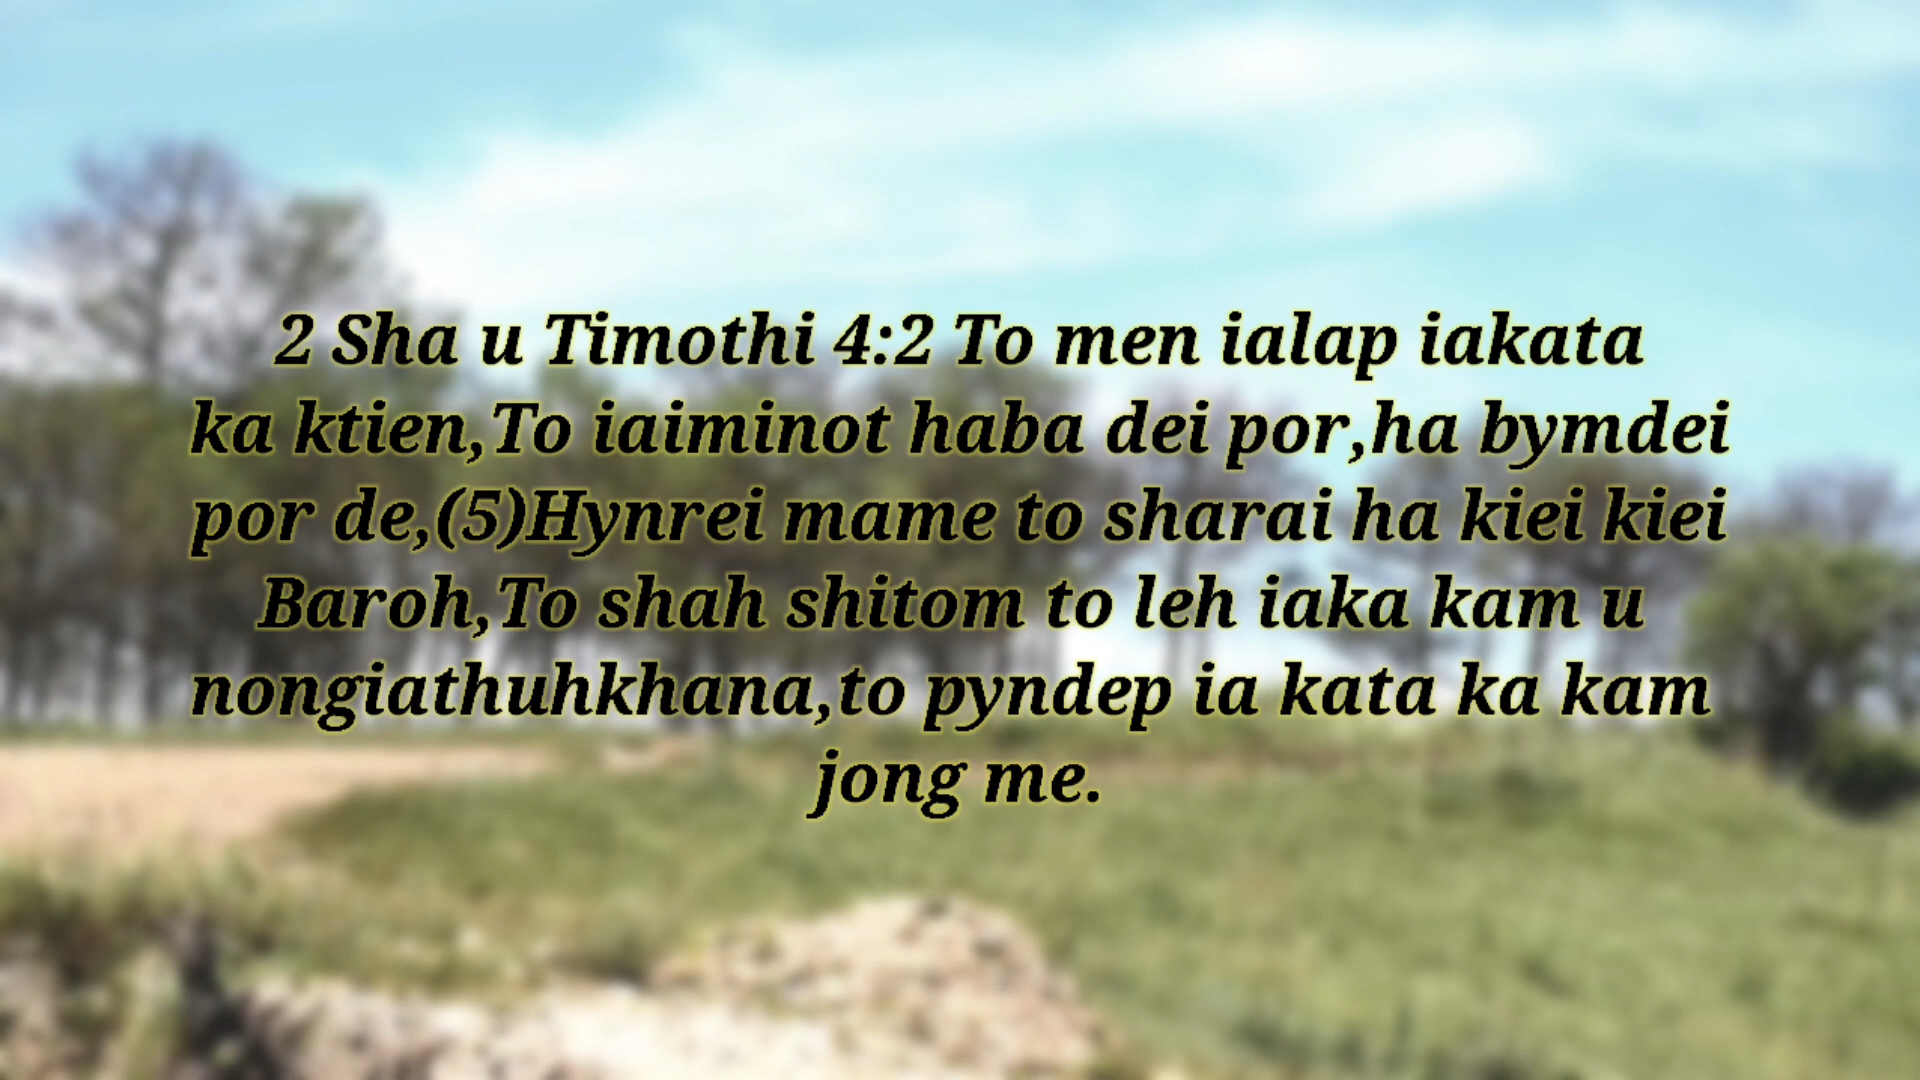 2 Sha u Timothi 4:2 To men ialap iakata
ka ktien,To iaiminot haba dei por,ha bymdei
por de,(5)Hynrei mame to sharai ha kiei kiei
Baroh,To shah shitom to leh iaka kam u
nongiathuhkhana,to pyndep ia kata ka kam
jong me.